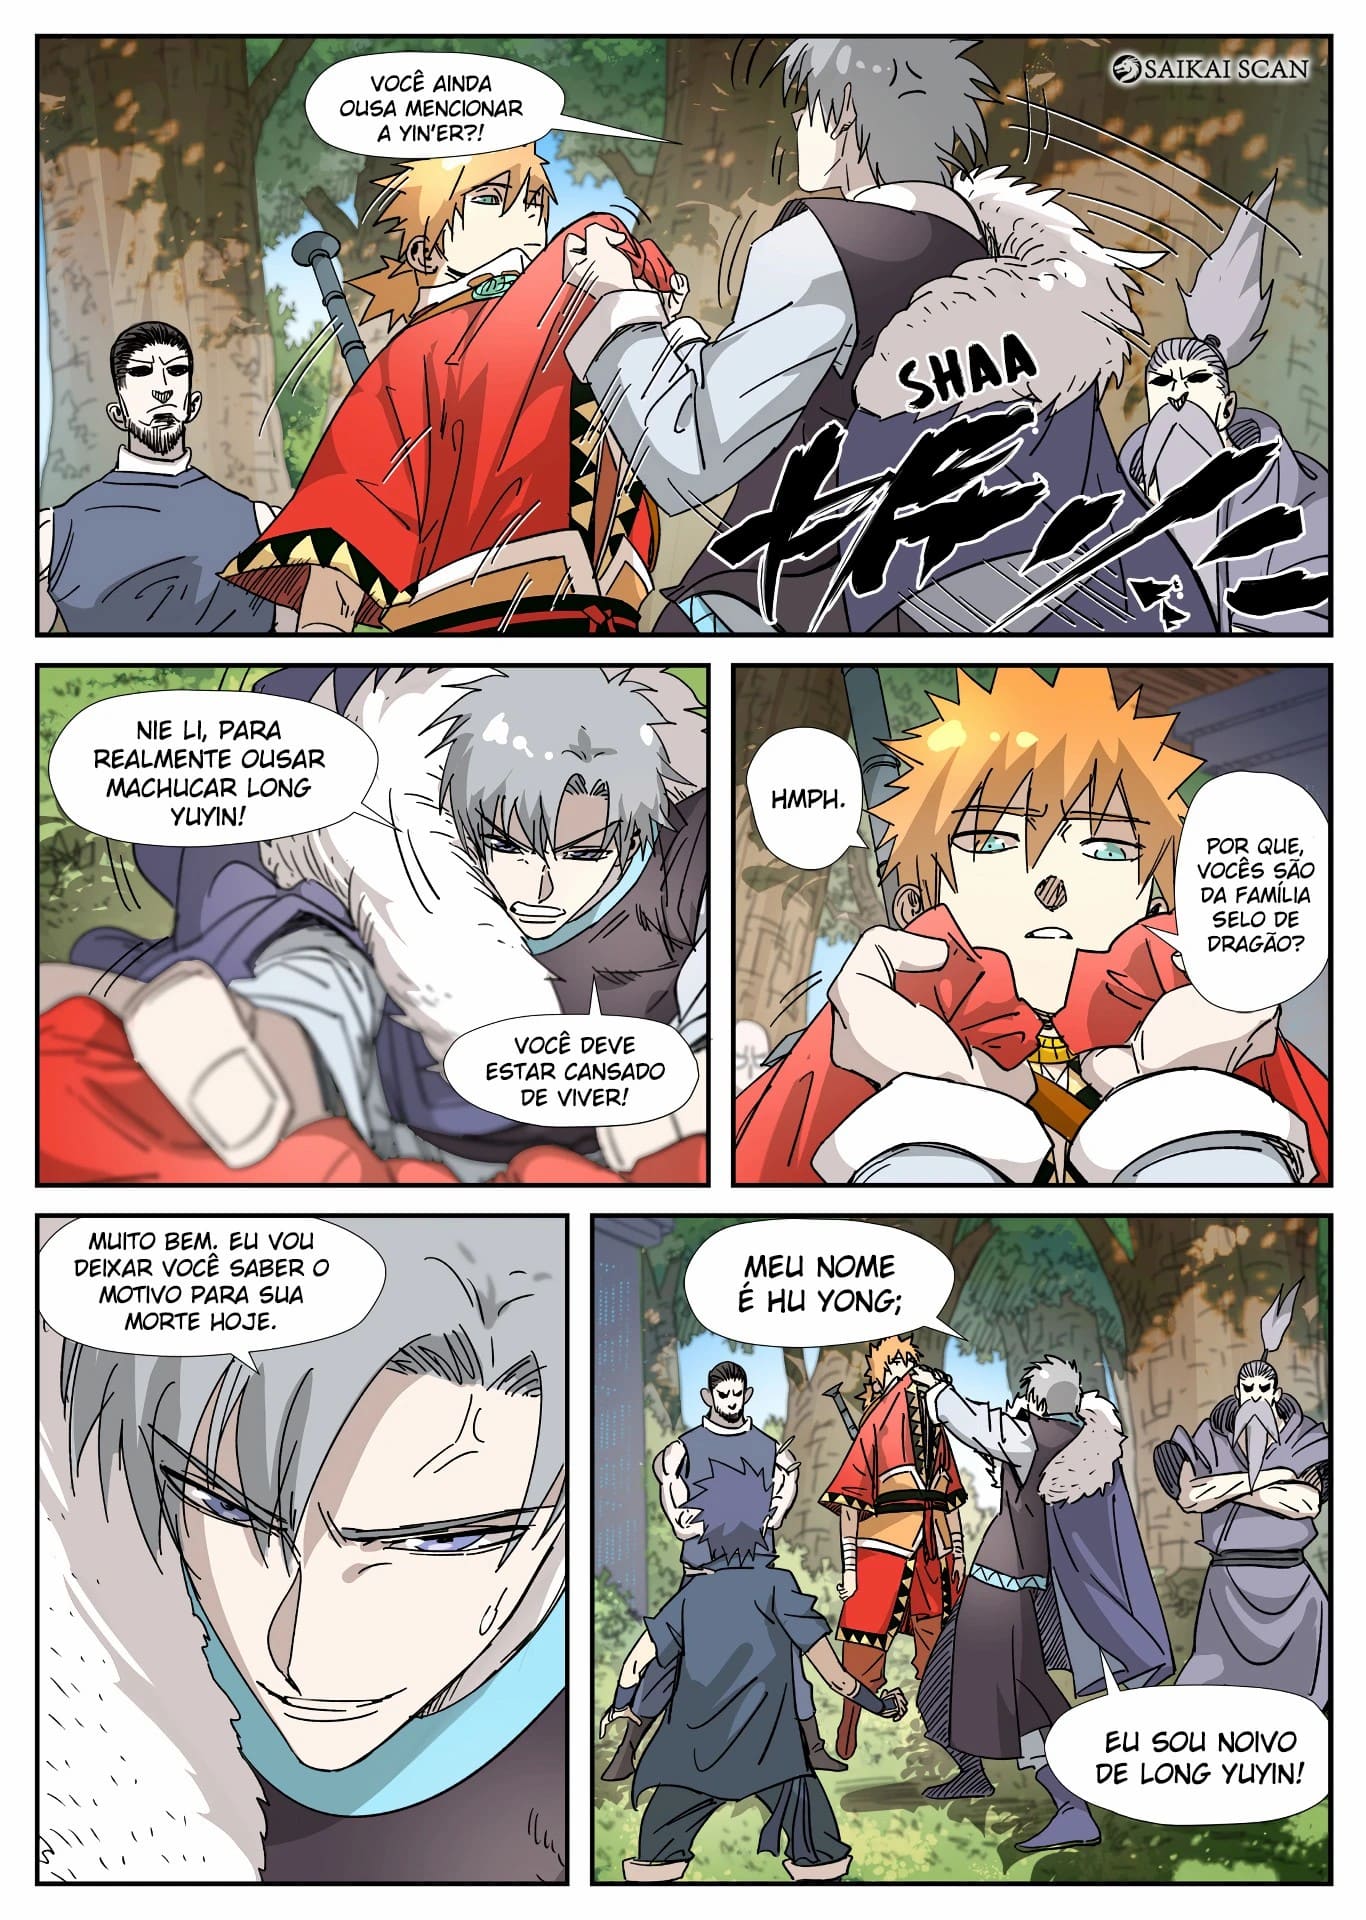 SAIKAI SCAN
VOCÊ AINDA
OUSA MENCIONAR
A YIN'ER?!
SHAA
NIE LI, PARA
REALMENTE OUSAR
MACHUCAR LONG
YUYIN!
VOCÊ DEVE
ESTAR CANSADO
DE VIVER!
HMPH.
POR QUE,
VOCÊS SÃO
DA FAMÍLIA
SELO DE
DRAGÃO?
MUITO BEM. EU VOU
DEIXAR VOCÊ SABER O
MOTIVO PARA SUA
MORTE HOJE.
MEU NOME
É HU YONG;
EU SOU NOIVO
DE LONG YUYIN!